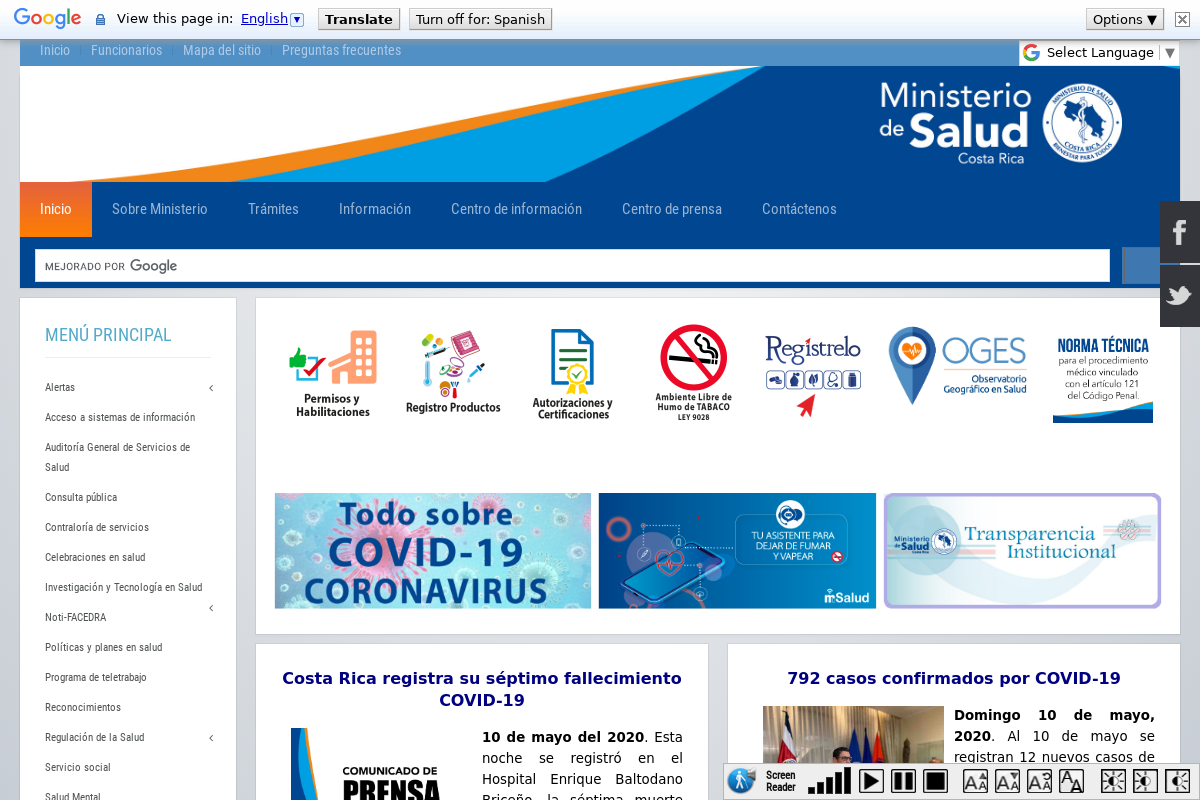 Google View this page in: English Translate Turn off for: Spanish Options ▼
Inicio Funcionarios Mapa del sitio Preguntas frecuentes
Select Language ▼
Ministerio
de Salud
Costa Rica
MINISTERIO DE SALUD
COSTA RICA
BIENESTAR PARA TODOS
Inicio Sobre Ministerio Trámites Información Centro de información Centro de prensa Contáctenos
MEJORADO POR Google
MENÚ PRINCIPAL
Alertas
Acceso a sistemas de información
Auditoría General de Servicios de
Salud
Consulta pública
Contraloría de servicios
Celebraciones en salud
Investigación y Tecnología en Salud
Noti-FACEDRA
Políticas y planes en salud
Programa de teletrabajo
Reconocimientos
Regulación de la Salud
Servicio social
Salud Mental
Permisos y
Habilitaciones
Registro Productos
Autorizaciones y
Certificaciones
Ambiente Libre de
Humo de TABACO
LEY 9028
Regístrelo
OGES
Observatorio
Geográfico en Salud
NORMA TÉCNICA
para el procedimiento
médico vinculado
con el artículo 121
del Código Penal.
Todo sobre
COVID-19
CORONAVIRUS
TU ASISTENTE PARA
DEJAR DE FUMAR
Y VAPEAR
mSalud
Ministerio
de Salud
Costa Rica
Transparencia
Institucional
Costa Rica registra su séptimo fallecimiento
COVID-19
COMUNICADO DE
PRENSA
10 de mayo del 2020. Esta
noche se registró en el
Hospital Enrique Baltodano
Briceño, la séptima muerte
792 casos confirmados por COVID-19
Domingo 10 de mayo,
2020. Al 10 de mayo se
registran 12 nuevos casos de
Screen
Reader